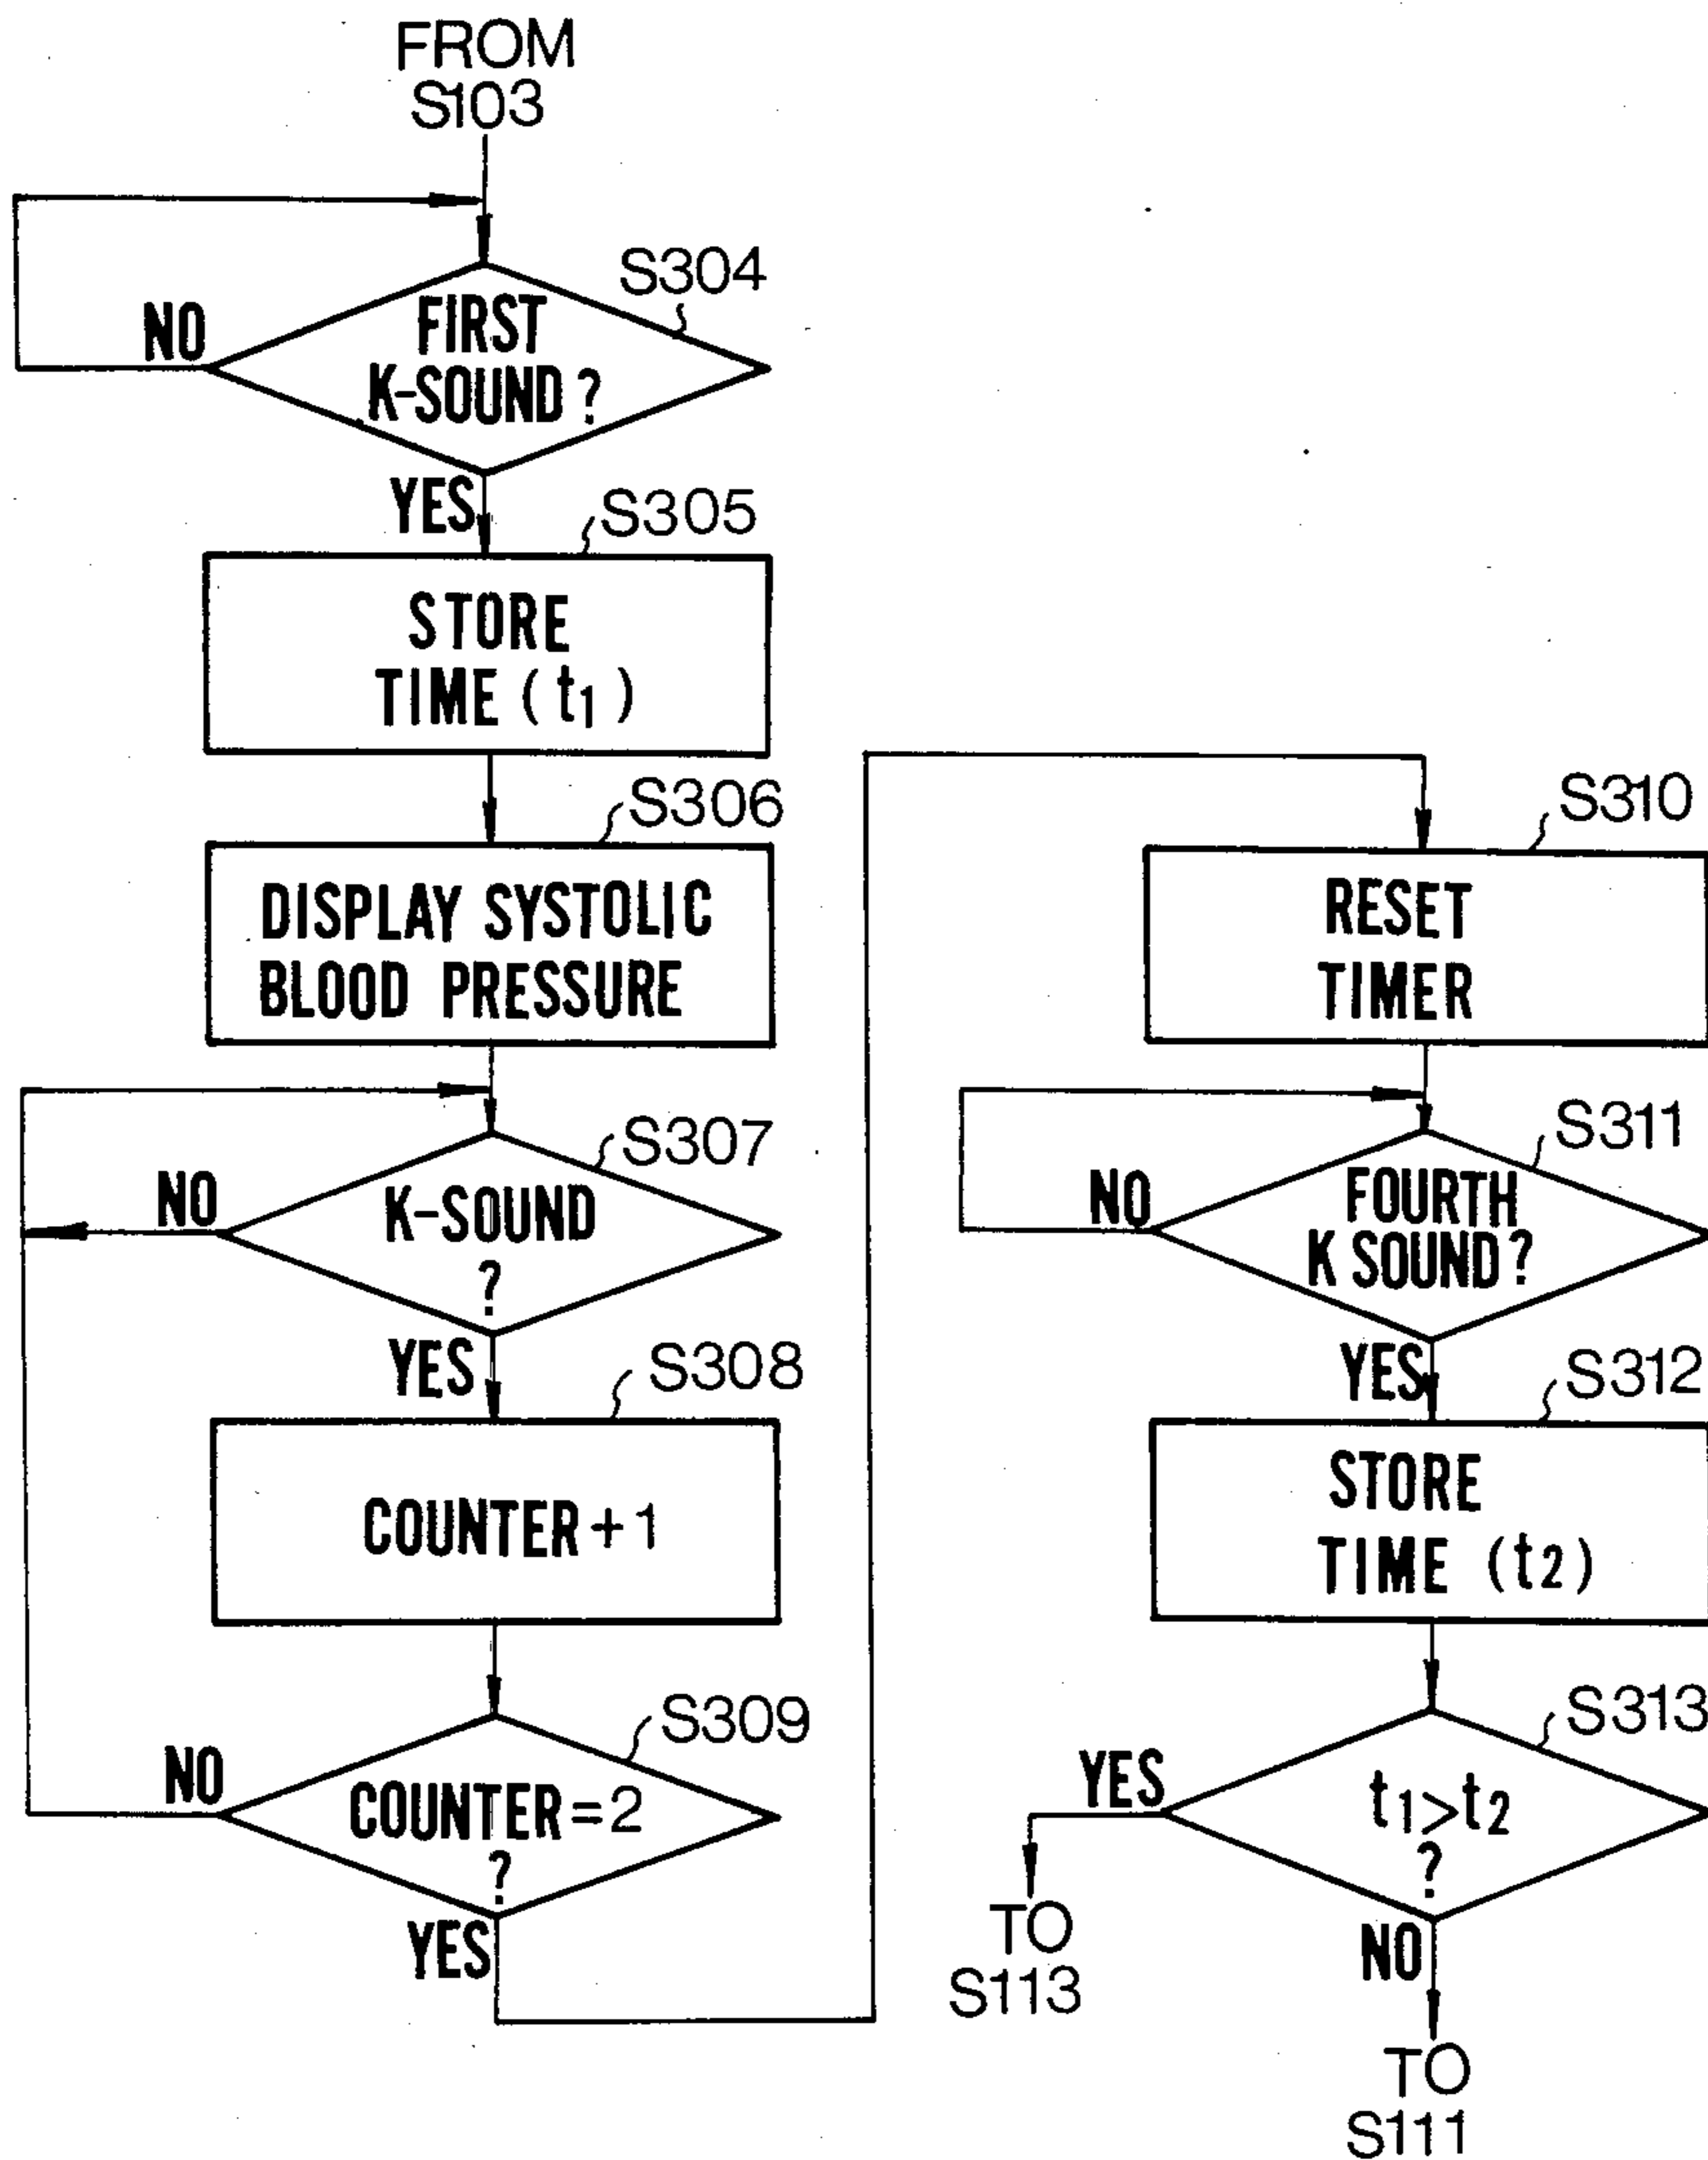 FROM
S103
S304
NO
FIRST
K-SOUND?
YES
S305
STORE
TIME (t1)
S306
DISPLAY SYSTOLIC
BLOOD PRESSURE
S307
NO
K-SOUND
?
YES
S308
COUNTER+1
S309
NO
COUNTER=2
?
YES
S310
RESET
TIMER
S311
NO
FOURTH
K SOUND?
YES
S312
STORE
TIME (t2)
S313
YES
t1>t2
?
TO
S113
NO
TO
S111